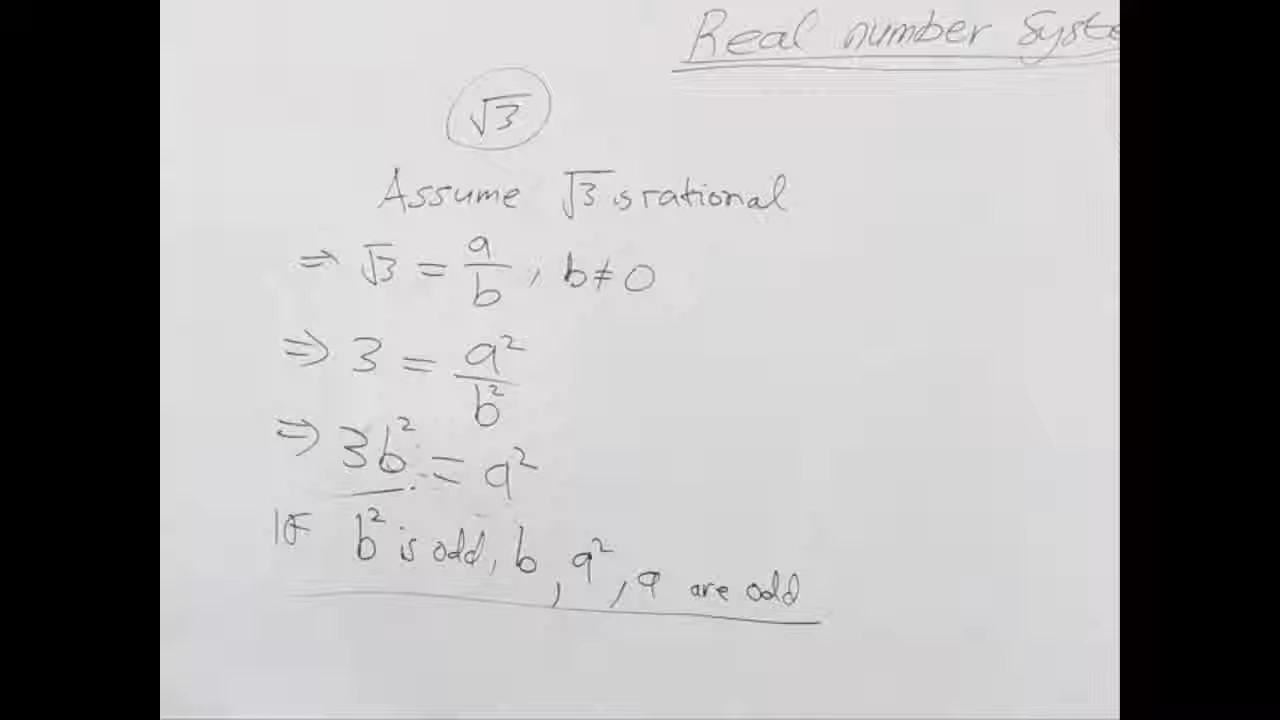 Real number Syste
√3
Assume √3 is rational
⇒ √3 = a/b, b ≠ 0
⇒ 3 = a²/b²
⇒ 3b² = a²
If b² is odd, b, a², a are odd